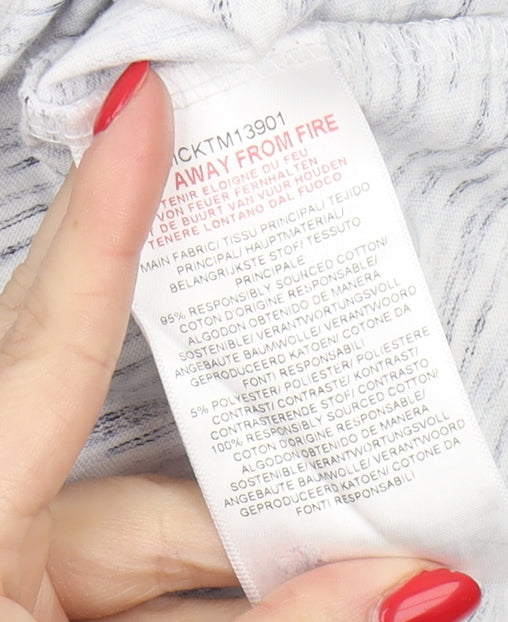 ICKTM13901
AWAY FROM FIRE
TENIR ELOIGNE DU FEU
VON FEUER FERNHALTEN
DE BUURT VAN VUUR HOUDEN
TENERE LONTANO DAL FUOCO
MAIN FABRIC/ TISSU PRINCIPAL/ TEJIDO
PRINCIPAL/ HAUPTMATERIAL/
BELANGRIJKSTE STOF/ TESSUTO
PRINCIPALE
95% RESPONSIBLY SOURCED COTTON/
COTON D'ORIGINE RESPONSABLE/
ALGODON OBTENIDO DE MANERA
SOSTENIBLE/ VERANTWORTUNGSVOLL
ANGEBAUTE BAUMWOLLE/ VERANTWOORD
GEPRODUCEERD KATOEN/ COTONE DA
FONTI RESPONSABILI
5% POLYESTER/ POLIESTER/ POLIESTERE
CONTRAST/ CONTRASTE/ KONTRAST/
CONTRASTERENDE STOF/ CONTRASTO
100% RESPONSIBLY SOURCED COTTON/
COTON D'ORIGINE RESPONSABLE/
ALGODON OBTENIDO DE MANERA
SOSTENIBLE/ VERANTWORTUNGSVOLL
ANGEBAUTE BAUMWOLLE/ VERANTWOORD
GEPRODUCEERD KATOEN/ COTONE DA
FONTI RESPONSABILI